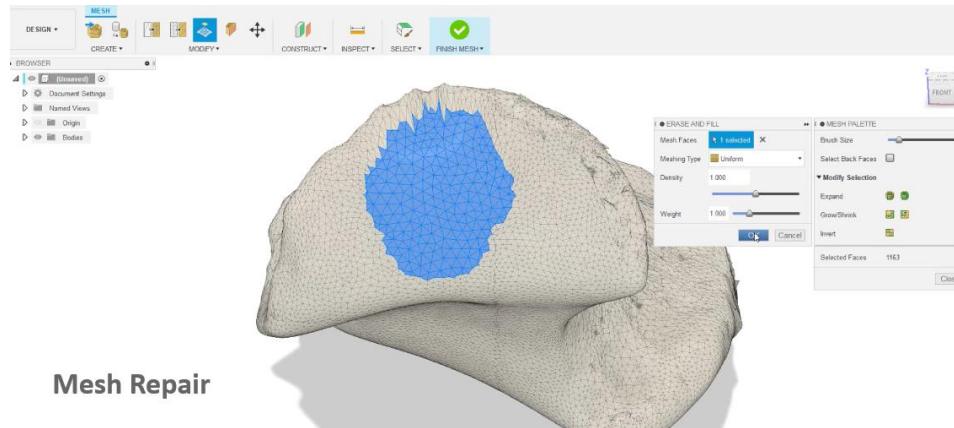 MESH
DESIGN
CREATE
MODIFY
CONSTRUCT
INSPECT
SELECT
FINISH MESH
BROWSER
(Unsaved)
Document Settings
Named Views
Origin
Bodies
Z
FRONT
ERASE AND FILL
Mesh Faces 1 selected
Meshing Type Uniform
Density 1.000
Weight 1.000
OK Cancel
MESH PALETTE
Brush Size
Select Back Faces
Modify Selection
Expand
Grow/Shrink
Invert
Selected Faces 1163
Clos
Mesh Repair